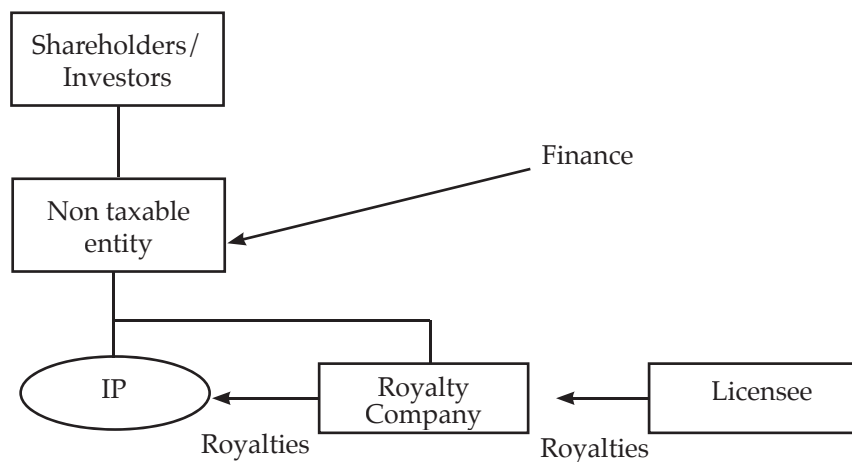 Shareholders/
Investors
Finance
Non taxable
entity
IP
Royalty
Company
Licensee
Royalties
Royalties